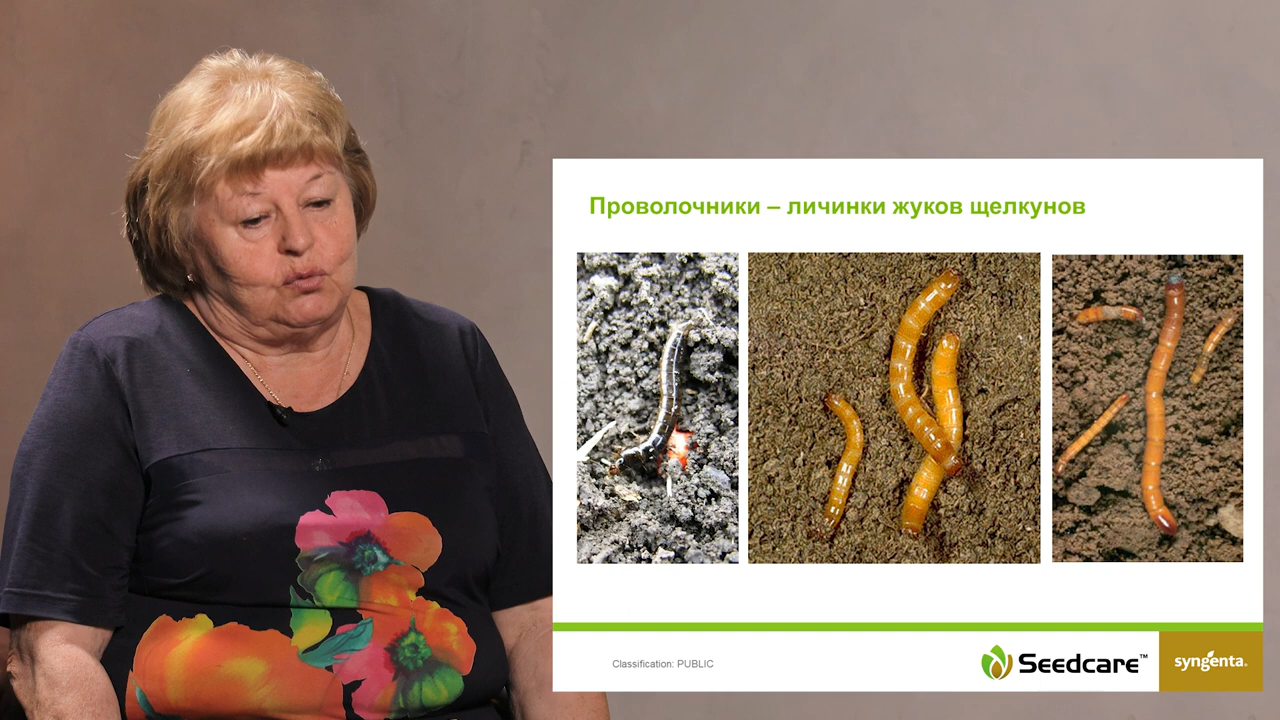 Проволочники – личинки жуков щелкунов
Classification: PUBLIC
Seedcare™
syngenta®